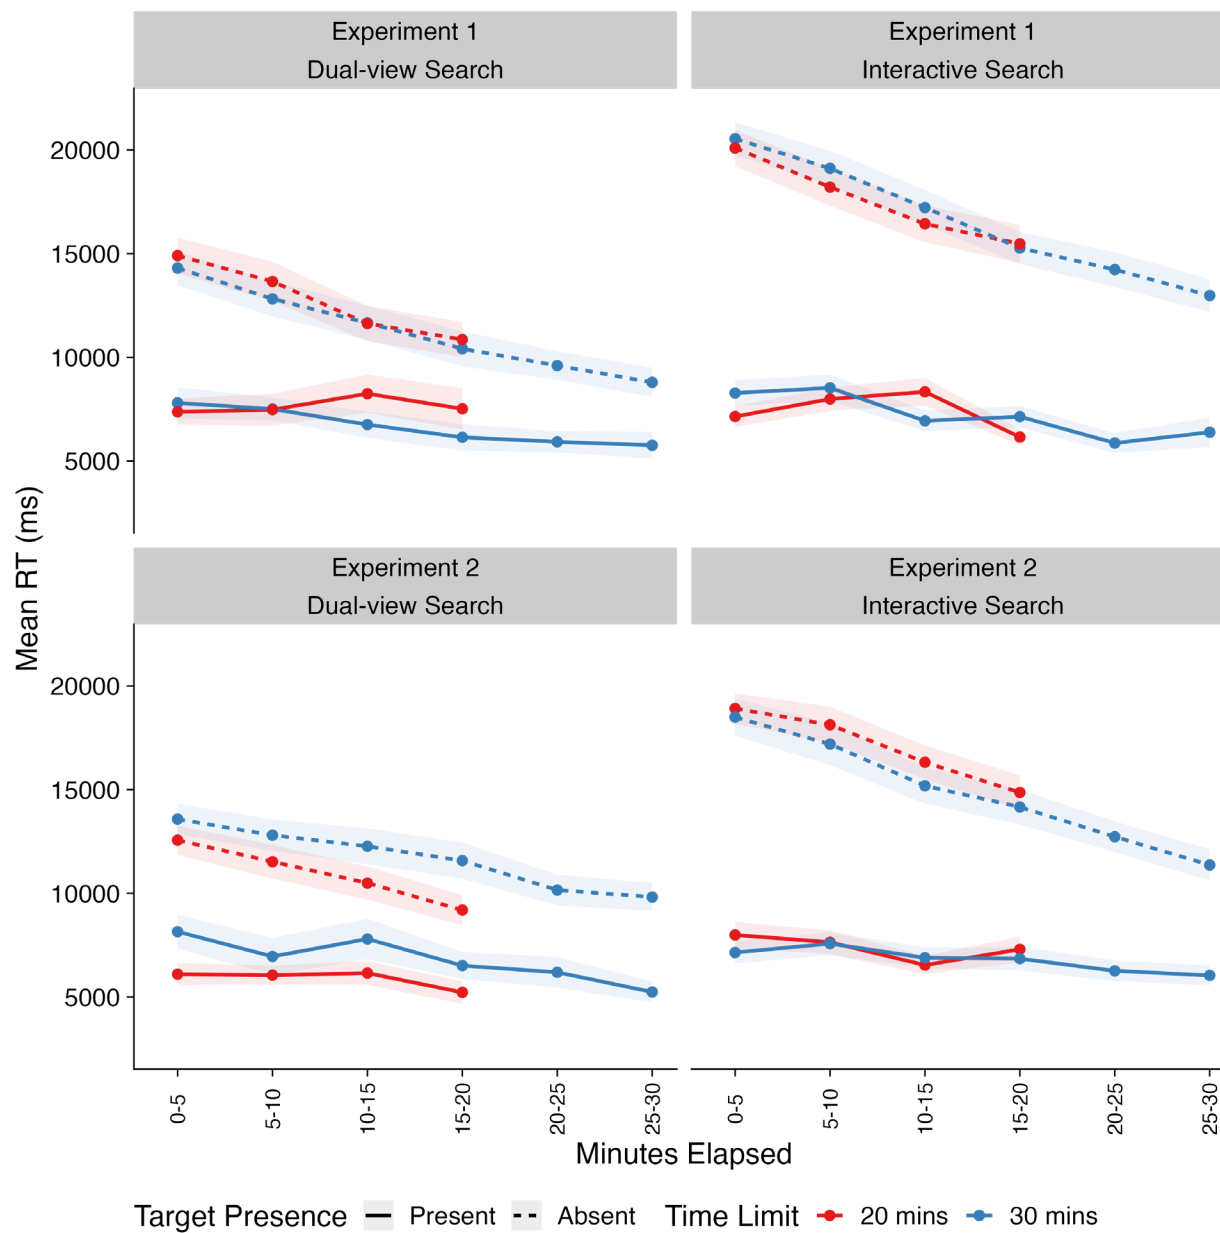 Experiment 1
Dual-view Search
Experiment 1
Interactive Search
20000
15000
10000
5000
Mean RT (ms)
Experiment 2
Dual-view Search
Experiment 2
Interactive Search
20000
15000
10000
5000
0-5
5-10
10-15
15-20
20-25
25-30
0-5
5-10
10-15
15-20
20-25
25-30
Minutes Elapsed
Target Presence Present Absent Time Limit 20 mins 30 mins